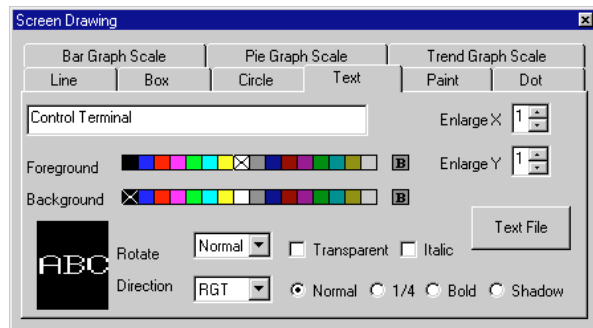 Screen Drawing
Bar Graph Scale Pie Graph Scale Trend Graph Scale
Line Box Circle Text Paint Dot
Control Terminal Enlarge X 1
Foreground B Enlarge Y 1
Background B
Text File
ABC Rotate Normal Transparent Italic
Direction RGT Normal 1/4 Bold Shadow